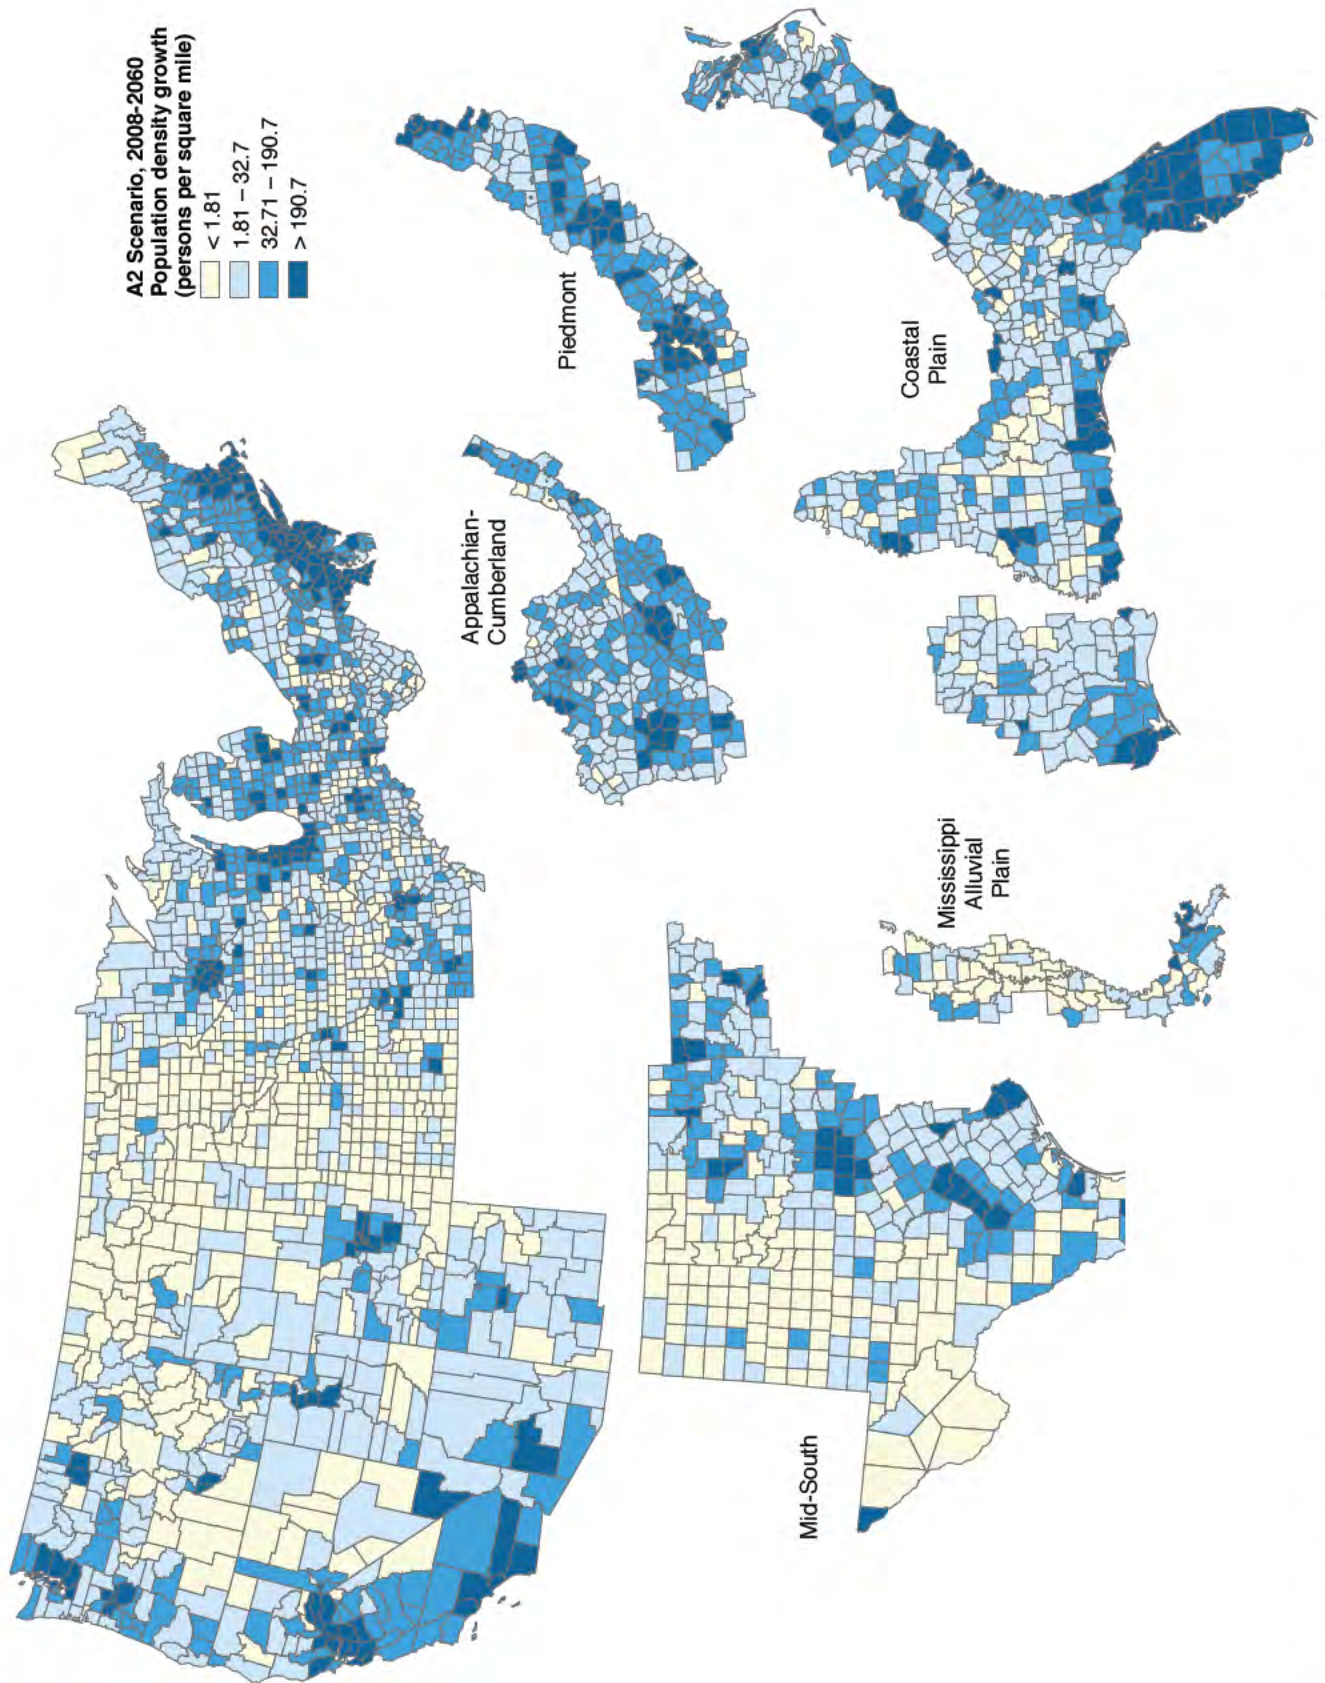 A2 Scenario, 2008-2060
Population density growth
(persons per square mile)
< 1.81
1.81 – 32.7
32.71 – 190.7
> 190.7
Piedmont
Appalachian-
Cumberland
Coastal
Plain
Mississippi
Alluvial
Plain
Mid-South